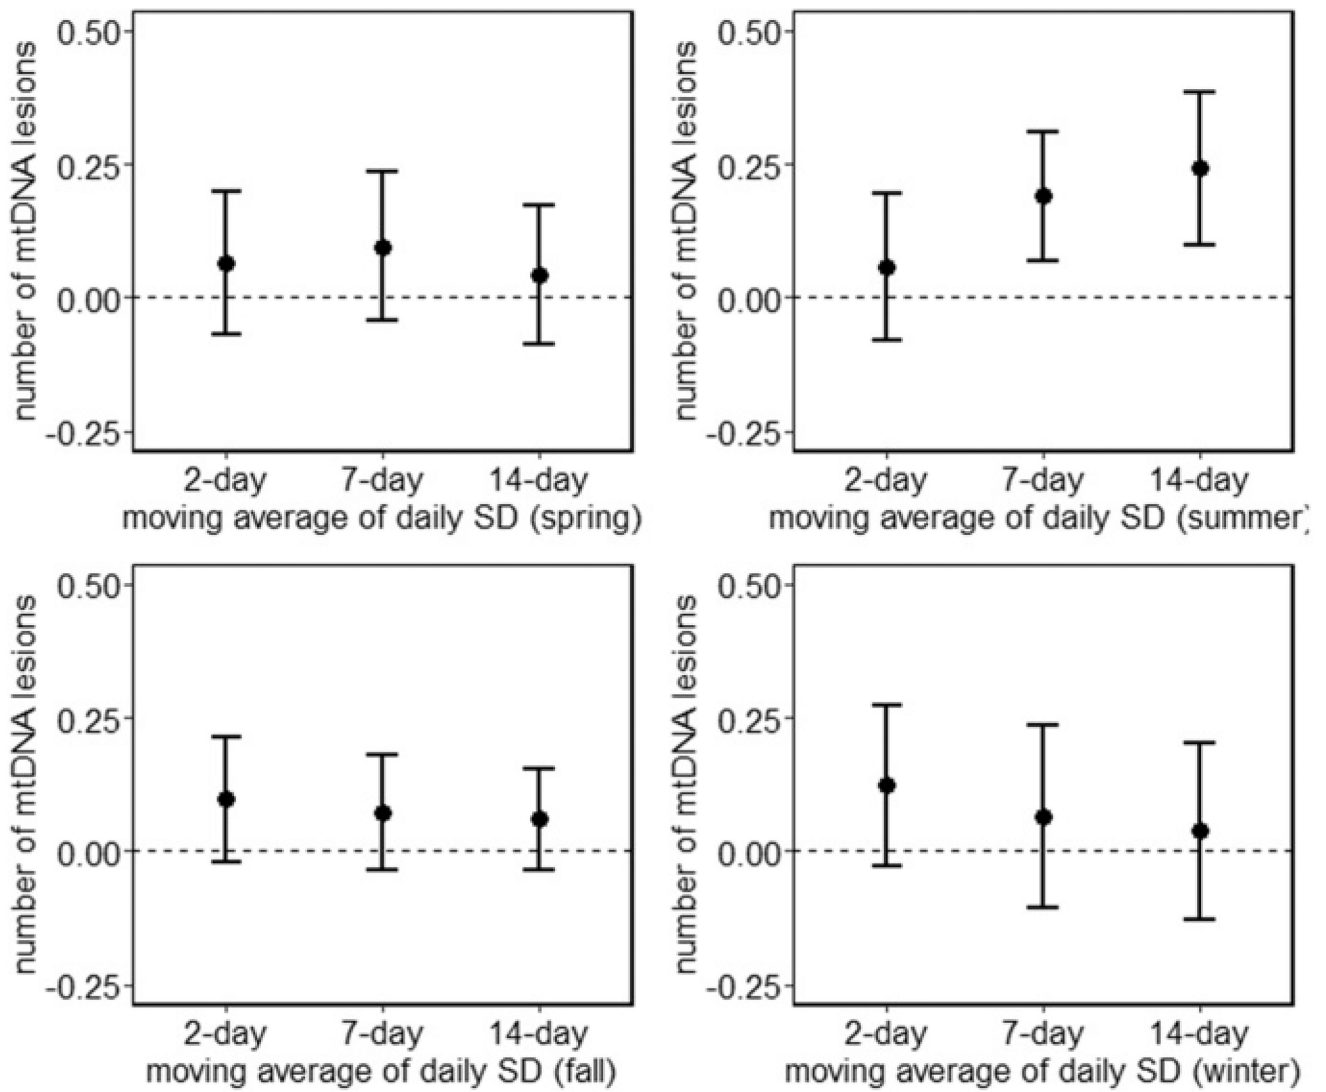 number of mtDNA lesions
0.50
0.25
0.00
-0.25
2-day 7-day 14-day
moving average of daily SD (spring)
number of mtDNA lesions
0.50
0.25
0.00
-0.25
2-day 7-day 14-day
moving average of daily SD (summer)
number of mtDNA lesions
0.50
0.25
0.00
-0.25
2-day 7-day 14-day
moving average of daily SD (fall)
number of mtDNA lesions
0.50
0.25
0.00
-0.25
2-day 7-day 14-day
moving average of daily SD (winter)